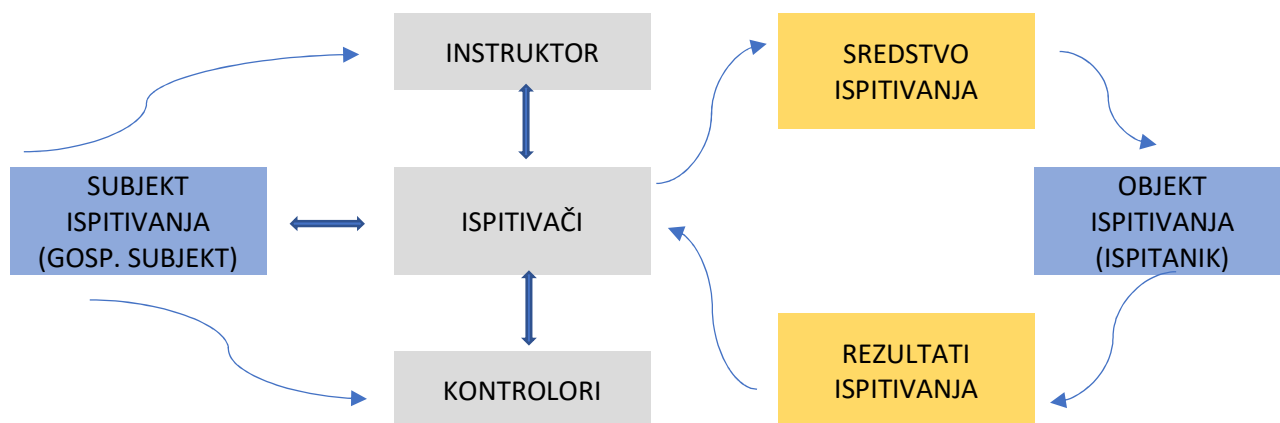 INSTRUKTOR
SREDSTVO
ISPITIVANJA
SUBJEKT
ISPITIVANJA
(GOSP. SUBJEKT)
ISPITIVAČI
OBJEKT
ISPITIVANJA
(ISPITANIK)
KONTROLORI
REZULTATI
ISPITIVANJA